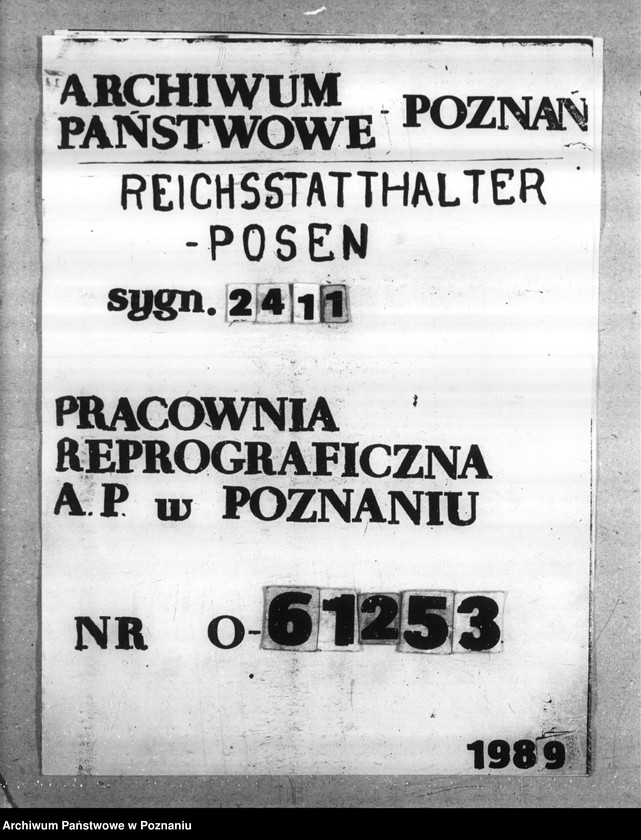 ARCHIWUM
PAŃSTWOWE - POZNAŃ
REICHSSTATTHALTER
-POSEN
sygn. 2411
PRACOWNIA
REPROGRAFICZNA
A.P. w POZNANIU
NR O-61253
1989
Archiwum Państwowe w Poznaniu